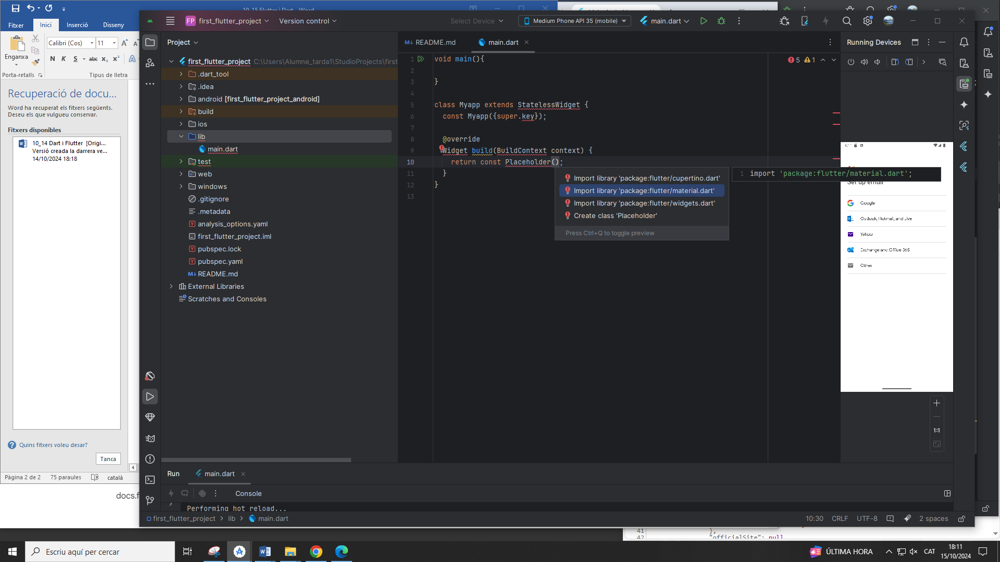 10_15 Flutter i Dart - Word
Fitxer
Inici
Inserció
Disseny
Enganxa
Calibri (Cos)
11
N K S abc x₂ x²
Porta-retalls
Tipus de lletra
Recuperació de docu...
Word ha recuperat els fitxers següents.
Deseu els que vulgueu conservar.
Fitxers disponibles
10_14 Dart i Flutter [Origi...
Versió creada la darrera ve...
14/10/2024 18:18
Quins fitxers voleu desar?
Tanca
Pàgina 2 de 2
75 paraules
català
docs.f
FP
first_flutter_project
Version control
Select Device
Medium Phone API 35 (mobile)
main.dart
Project
first_flutter_project C:\Users\Alumne_tarda1\StudioProjects\first
.dart_tool
.idea
android [first_flutter_project_android]
build
ios
lib
main.dart
test
web
windows
.gitignore
.metadata
analysis_options.yaml
first_flutter_project.iml
pubspec.lock
pubspec.yaml
README.md
External Libraries
Scratches and Consoles
README.md
main.dart
5 1
1 void main(){
2
3 }
4
5 class Myapp extends StatelessWidget {
6 const Myapp({super.key});
7
8 @override
9 Widget build(BuildContext context) {
10 return const Placeholder();
11 }
12 }
13
Import library 'package:flutter/cupertino.dart'
Import library 'package:flutter/material.dart'
Import library 'package:flutter/widgets.dart'
Create class 'Placeholder'
Press Ctrl+Q to toggle preview
1 import 'package:flutter/material.dart';
Running Devices
Set up email
Google
Outlook, Hotmail, and Live
Yahoo
Exchange and Office 365
Other
1:1
Run
main.dart
Console
Performing hot reload...
first_flutter_project > lib > main.dart
10:30
CRLF
UTF-8
2 spaces
41 },
42 "officialSite": null
Escriu aquí per cercar
ÚLTIMA HORA
CAT
18:11
15/10/2024